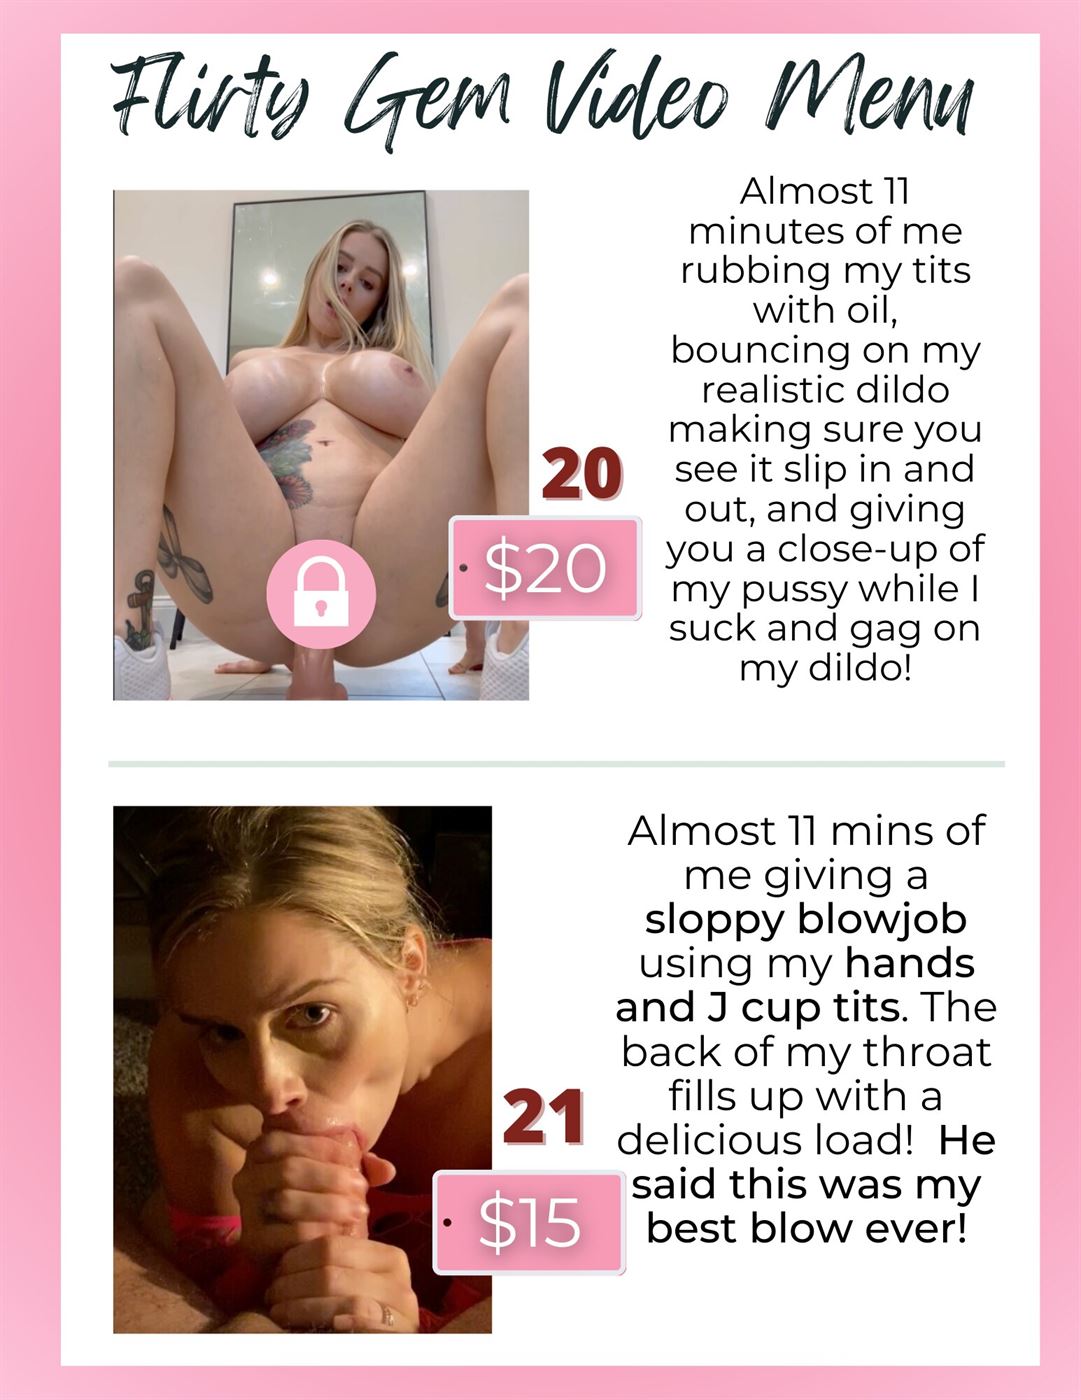 Flirty Gem Video Menu
Almost 11
minutes of me
rubbing my tits
with oil,
bouncing on my
realistic dildo
making sure you
see it slip in and
out, and giving
you a close-up of
my pussy while I
suck and gag on
my dildo!
20
$20
Almost 11 mins of
me giving a
sloppy blowjob
using my hands
and J cup tits. The
back of my throat
fills up with a
delicious load! He
said this was my
best blow ever!
21
$15